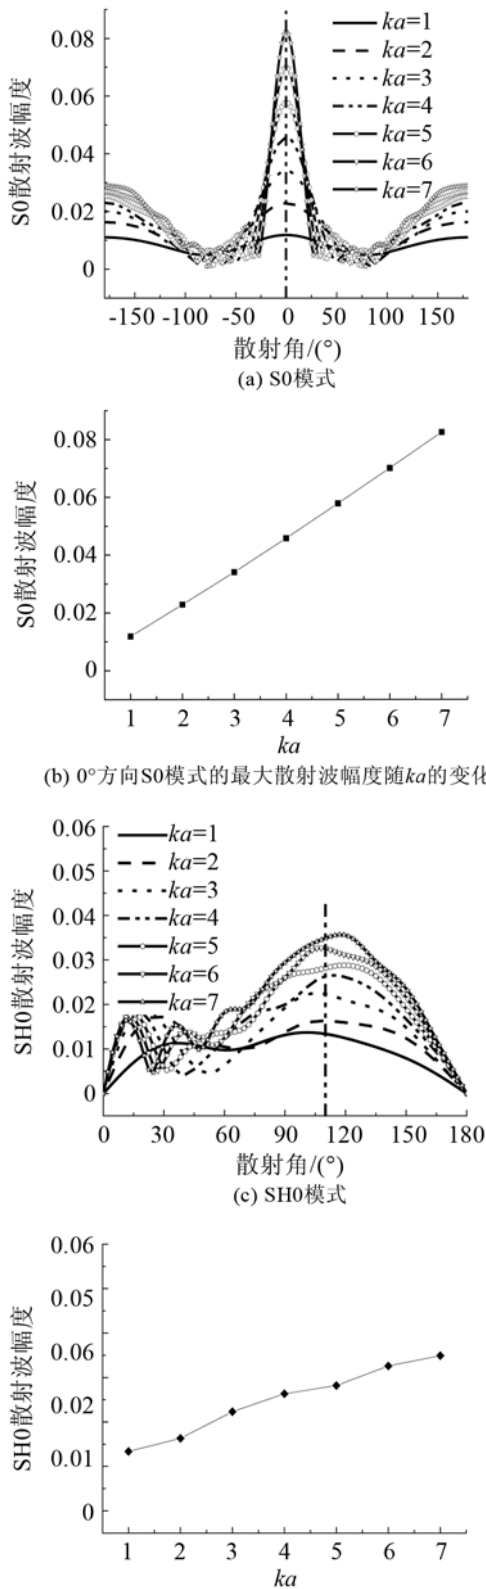 S0散射波幅度
0.08
0.06
0.04
0.02
0
ka=1
ka=2
ka=3
ka=4
ka=5
ka=6
ka=7
-150 -100 -50 0 50 100 150
散射角/(°)
(a) S0模式
S0散射波幅度
0.08
0.06
0.04
0.02
0
1 2 3 4 5 6 7
ka
(b) 0°方向S0模式的最大散射波幅度随ka的变化
SH0散射波幅度
0.06
0.05
0.04
0.03
0.02
0.01
0
ka=1
ka=2
ka=3
ka=4
ka=5
ka=6
ka=7
0 30 60 90 120 150 180
散射角/(°)
(c) SH0模式
SH0散射波幅度
0.06
0.05
0.06
0.02
0.01
0
1 2 3 4 5 6 7
ka